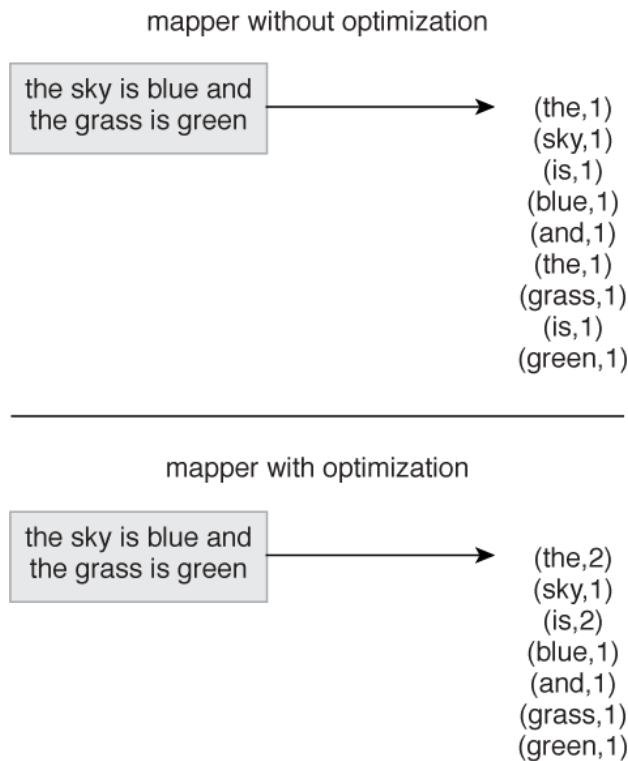 mapper without optimization
the sky is blue and
the grass is green
(the,1)
(sky,1)
(is,1)
(blue,1)
(and,1)
(the,1)
(grass,1)
(is,1)
(green,1)
mapper with optimization
the sky is blue and
the grass is green
(the,2)
(sky,1)
(is,2)
(blue,1)
(and,1)
(grass,1)
(green,1)